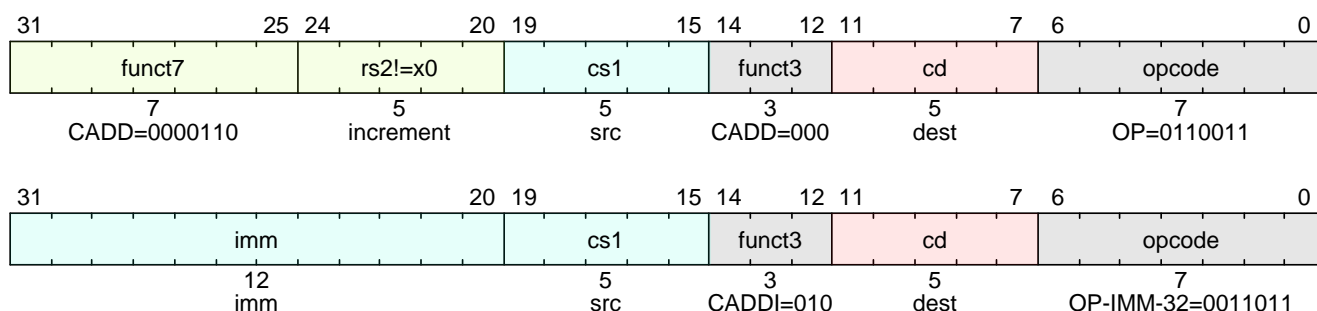 31 25 24 20 19 15 14 12 11 7 6 0
funct7 rs2!=x0 cs1 funct3 cd opcode
7 5 5 3 5 7
CADD=0000110 increment src CADD=000 dest OP=0110011
31 20 19 15 14 12 11 7 6 0
imm cs1 funct3 cd opcode
12 5 3 5 7
imm src CADDI=010 dest OP-IMM-32=0011011